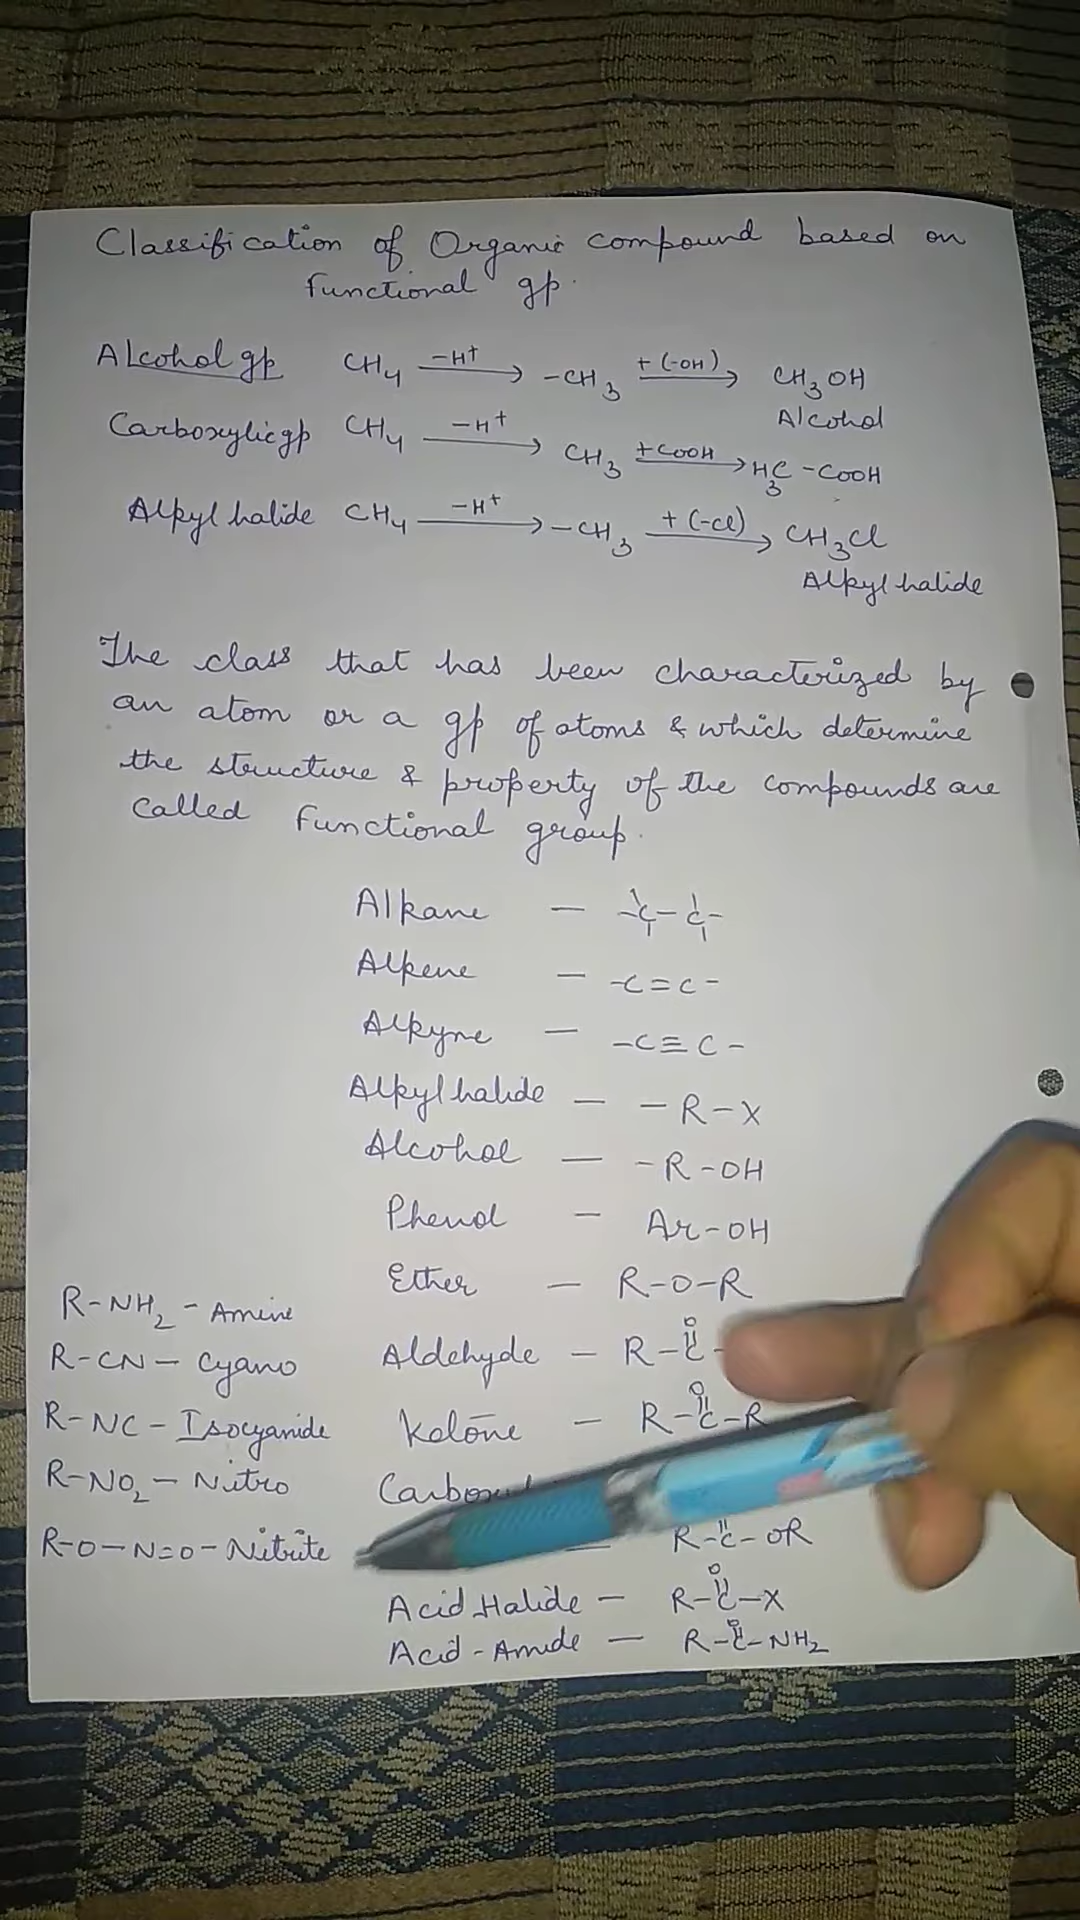 Classification of Organic compound based on
functional gp.
Alcohol gp CH4 —-H+→ -CH3 —+(-OH)→ CH3OH
Alcohol
Carboxylic gp CH4 —-H+→ CH3 —+COOH→ H3C-COOH
Alkyl halide CH4 —-H+→ -CH3 —+(-Cl)→ CH3Cl
Alkyl halide
The class that has been characterized by
an atom or a gp of atoms & which determine
the structure & property of the compounds are
called functional group.
Alkane — -C-C-
Alkene — -C=C-
Alkyne — -C≡C-
Alkyl halide — -R-X
Alcohol — -R-OH
Phenol — Ar-OH
Ether — R-O-R
Aldehyde — R-C(=O)-
Ketone — R-C(=O)-R
— R-C-OR
Acid Halide — R-C(=O)-X
Acid-Amide — R-C(=O)-NH2
R-NH2 - Amine
R-CN - Cyano
R-NC - Isocyanide
R-NO2 - Nitro
R-O-N=O - Nitrite